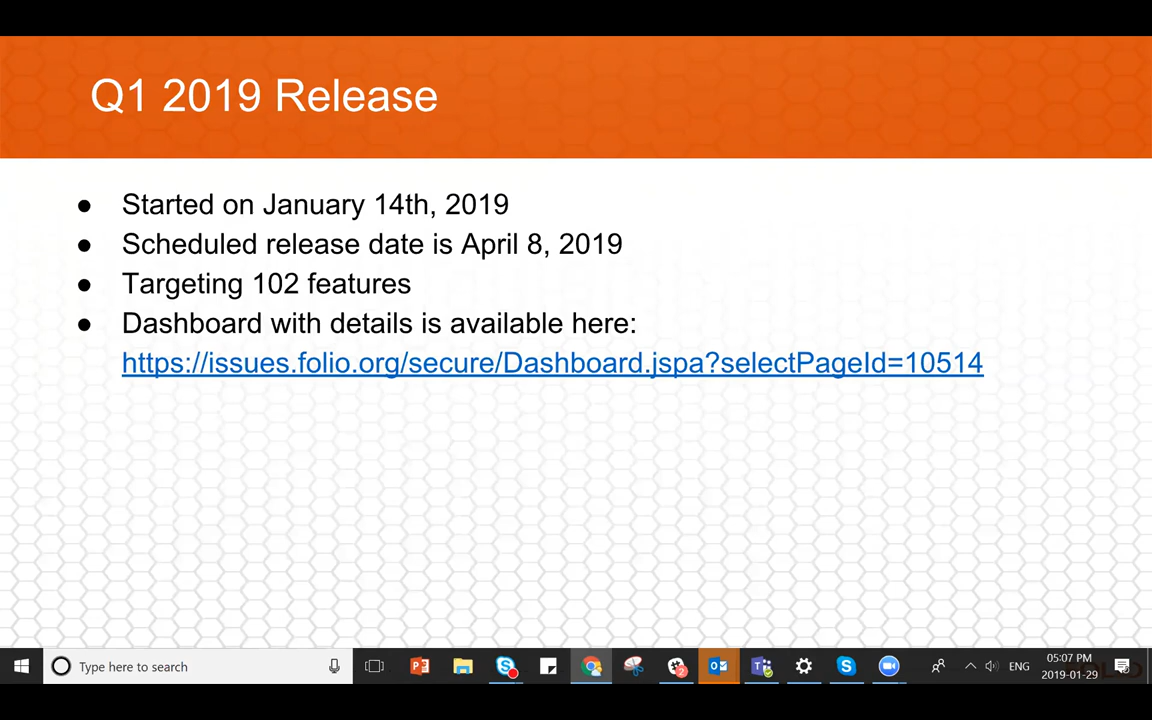 Q1 2019 Release
● Started on January 14th, 2019
● Scheduled release date is April 8, 2019
● Targeting 102 features
● Dashboard with details is available here:
https://issues.folio.org/secure/Dashboard.jspa?selectPageId=10514
Type here to search
ENG
05:07 PM
2019-01-29